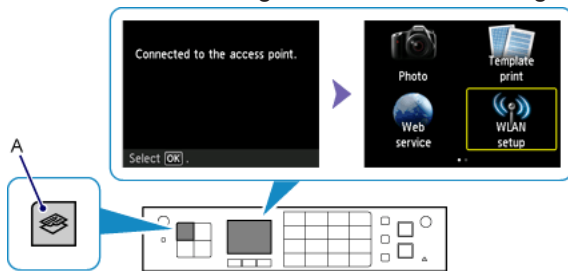 Connected to the access point.
Select OK .
Photo
Template
print
Web
service
WLAN
setup
A